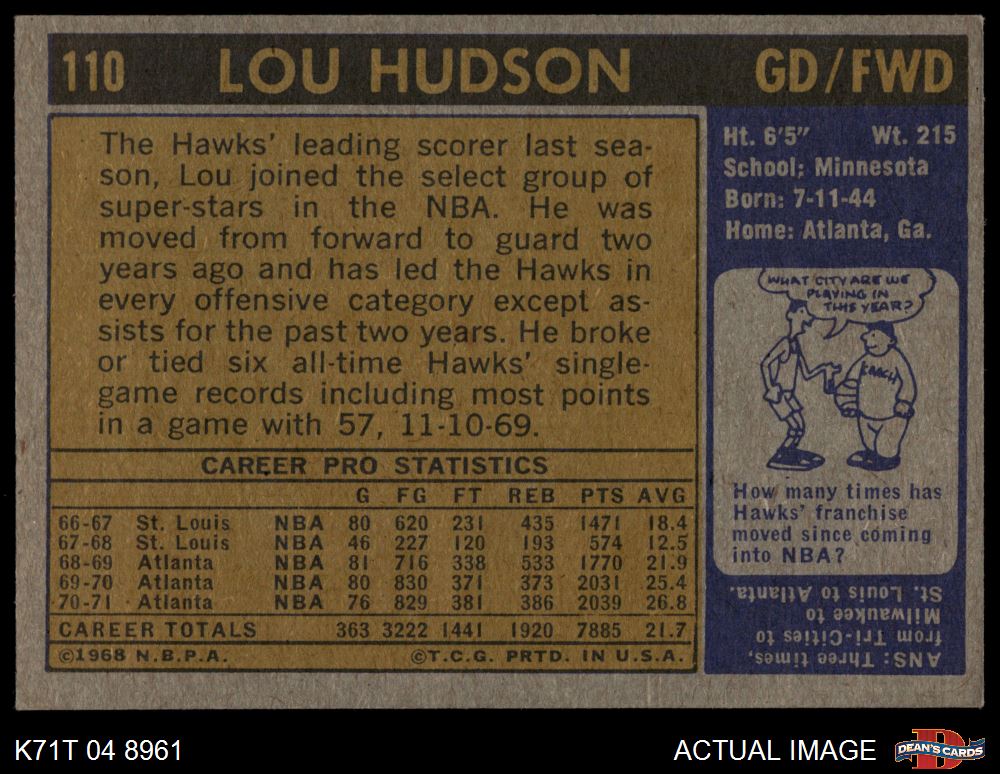 110 LOU HUDSON GD/FWD
The Hawks' leading scorer last sea-
son, Lou joined the select group of
super-stars in the NBA. He was
moved from forward to guard two
years ago and has led the Hawks in
every offensive category except as-
sists for the past two years. He broke
or tied six all-time Hawks' single-
game records including most points
in a game with 57, 11-10-69.
CAREER PRO STATISTICS
G FG FT REB PTS AVG
66-67 St. Louis NBA 80 620 231 435 1471 18.4
67-68 St. Louis NBA 46 227 120 193 574 12.5
68-69 Atlanta NBA 81 716 338 533 1770 21.9
69-70 Atlanta NBA 80 830 371 373 2031 25.4
70-71 Atlanta NBA 76 829 381 386 2039 26.8
CAREER TOTALS 363 3222 1441 1920 7885 21.7
©1968 N.B.P.A. ©T.C.G. PRTD. IN U.S.A.
Ht. 6'5" Wt. 215
School: Minnesota
Born: 7-11-44
Home: Atlanta, Ga.
WHAT CITY ARE WE
PLAYING IN
THIS YEAR?
COACH
How many times has
Hawks' franchise
moved since coming
into NBA?
ANS: Three times,
from Tri-Cities to
Milwaukee to
St. Louis to Atlanta.
K71T 04 8961 ACTUAL IMAGE DEAN'S CARDS